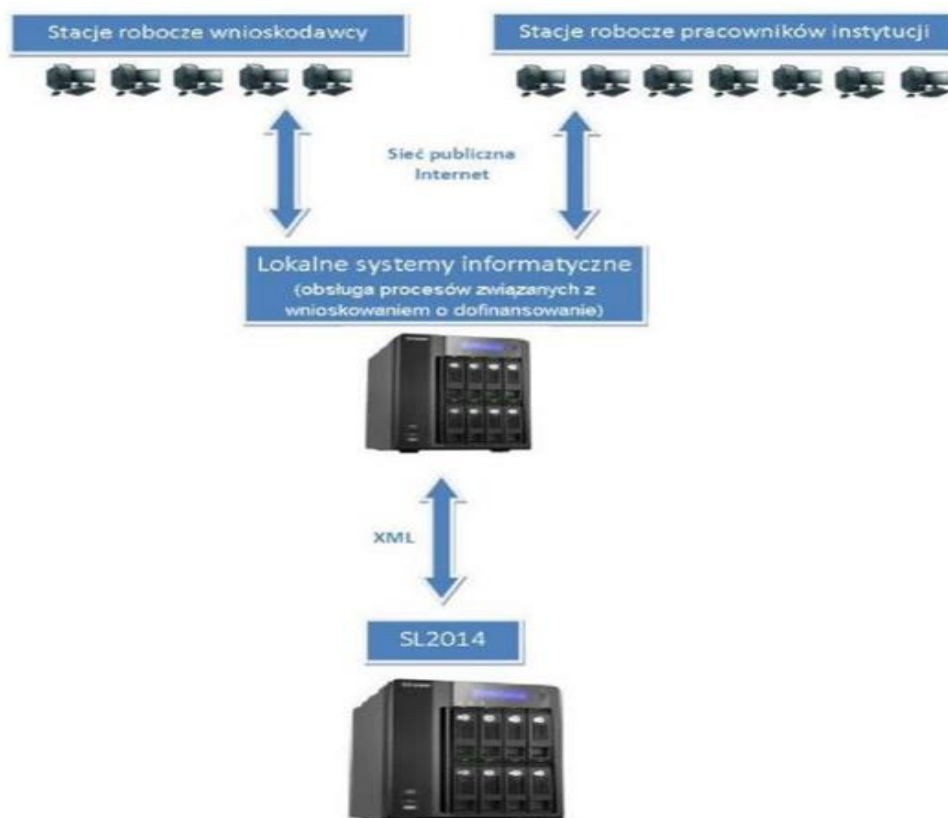 Stacje robocze wnioskodawcy
Stacje robocze pracowników instytucji
Sieć publiczna
Internet
Lokalne systemy informatyczne
(obsługa procesów związanych z
wnioskowaniem o dofinansowanie)
XML
SL2014